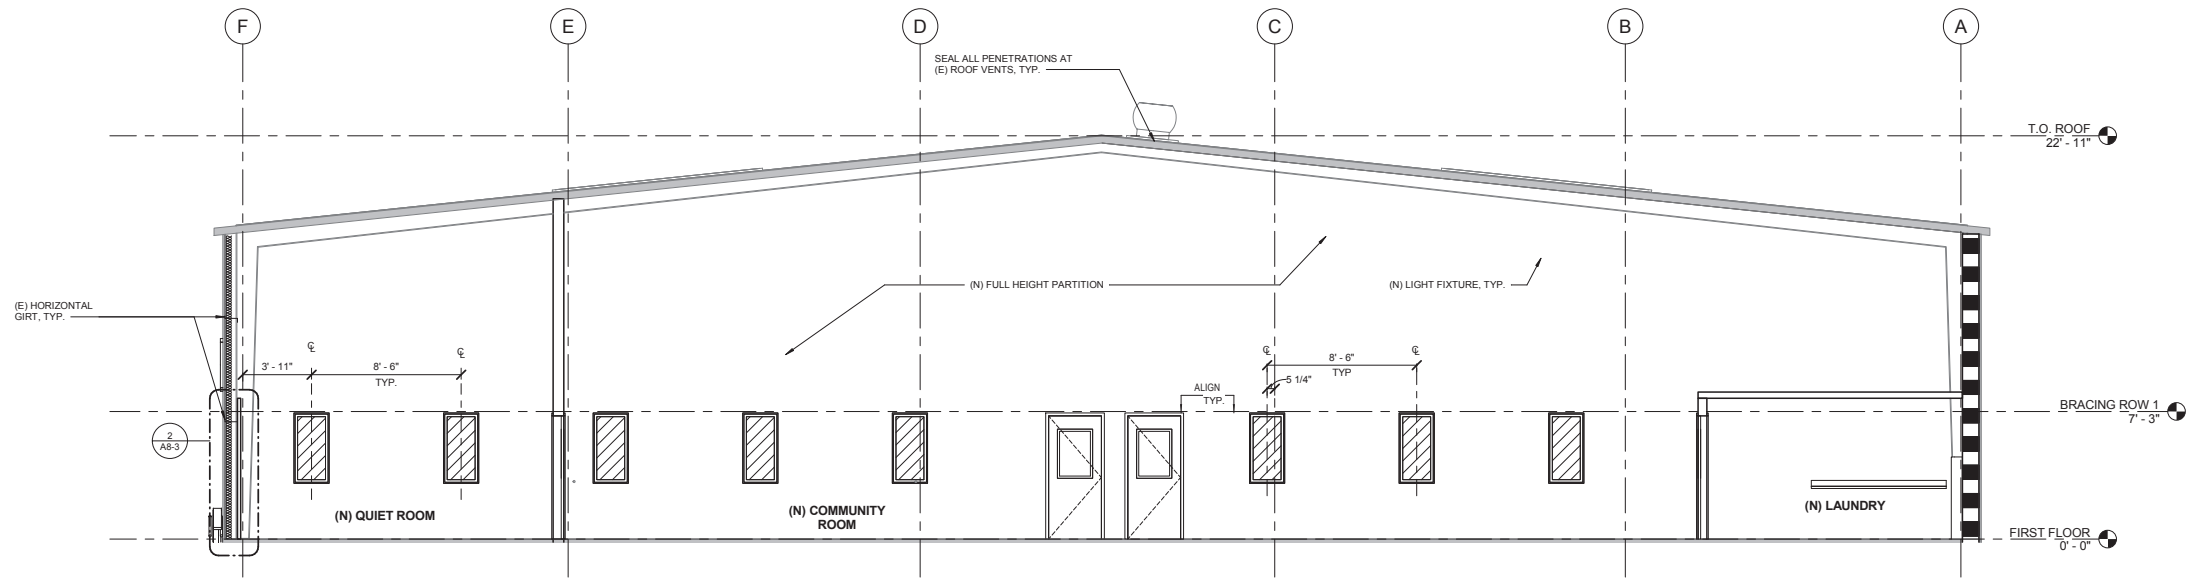 F
E
D
C
B
A
SEAL ALL PENETRATIONS AT
(E) ROOF VENTS, TYP.
T.O. ROOF
22' - 11"
(N) FULL HEIGHT PARTITION
(N) LIGHT FIXTURE, TYP.
(E) HORIZONTAL
GIRT, TYP.
3' - 11"
℄
8' - 6"
TYP.
℄
℄
8' - 6"
TYP
℄
5 1/4"
ALIGN
TYP.
BRACING ROW 1
7' - 3"
2
A8-3
(N) QUIET ROOM
(N) COMMUNITY
ROOM
(N) LAUNDRY
FIRST FLOOR
0' - 0"